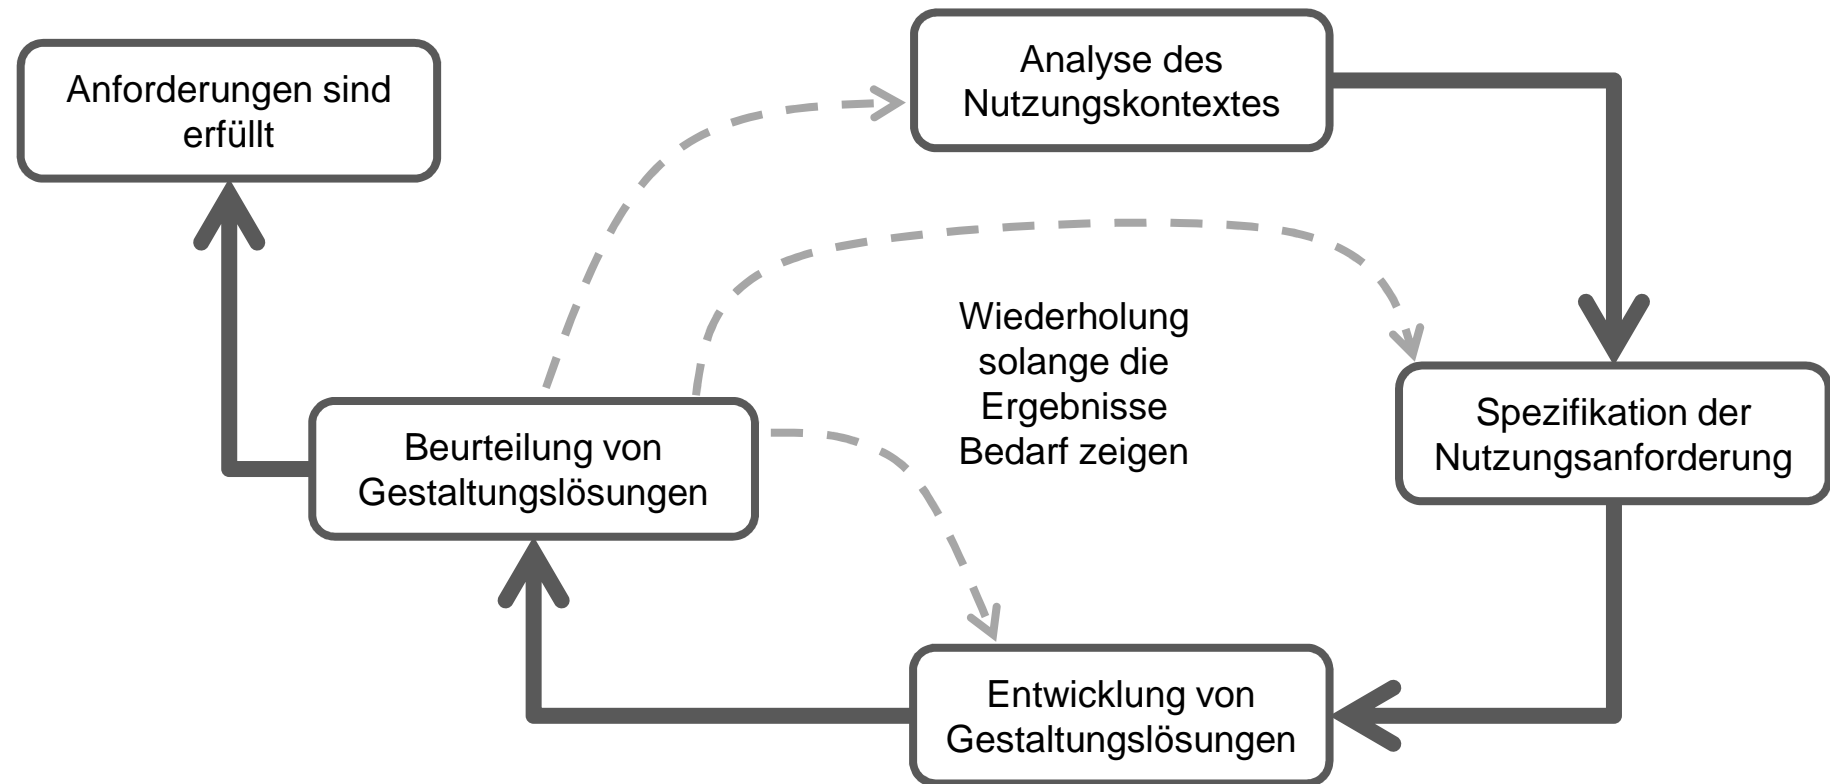 Anforderungen sind
erfüllt
Analyse des
Nutzungskontextes
Wiederholung
solange die
Ergebnisse
Bedarf zeigen
Spezifikation der
Nutzungsanforderung
Beurteilung von
Gestaltungslösungen
Entwicklung von
Gestaltungslösungen